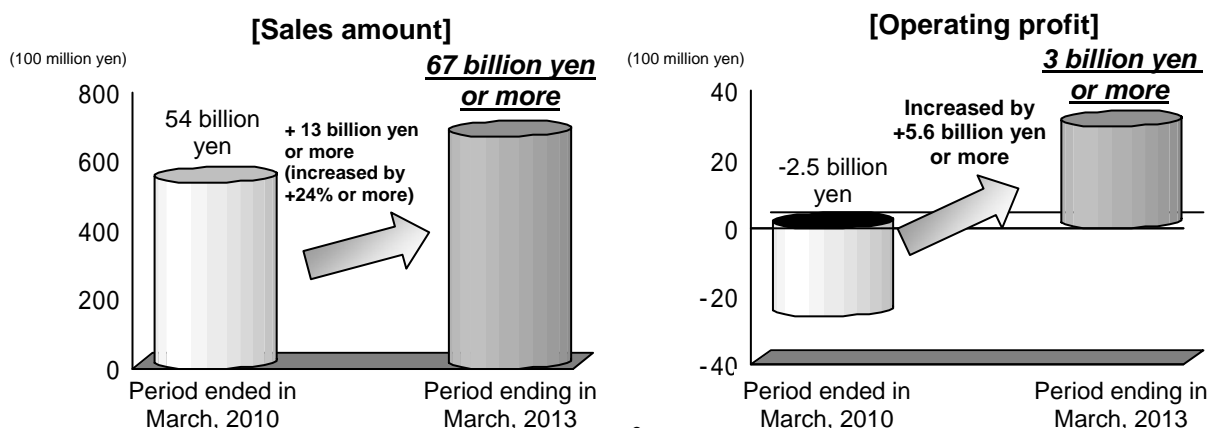 [Sales amount]
(100 million yen)
67 billion yen
or more
800
600
400
200
0
54 billion
yen
+ 13 billion yen
or more
(increased by
+24% or more)
Period ended in
March, 2010
Period ending in
March, 2013
[Operating profit]
(100 million yen)
3 billion yen
or more
40
20
0
-20
-40
Increased by
+5.6 billion yen
or more
-2.5 billion
yen
Period ended in
March, 2010
Period ending in
March, 2013